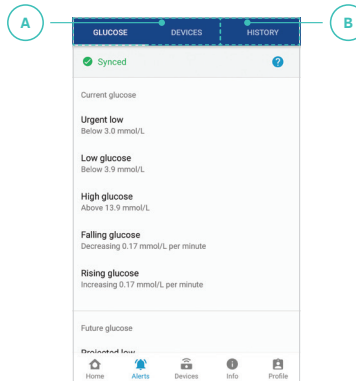 A
B
GLUCOSE DEVICES HISTORY
Synced ?
Current glucose
Urgent low
Below 3.0 mmol/L
Low glucose
Below 3.9 mmol/L
High glucose
Above 13.9 mmol/L
Falling glucose
Decreasing 0.17 mmol/L per minute
Rising glucose
Increasing 0.17 mmol/L per minute
Future glucose
Projected low
Home Alerts Devices Info Profile